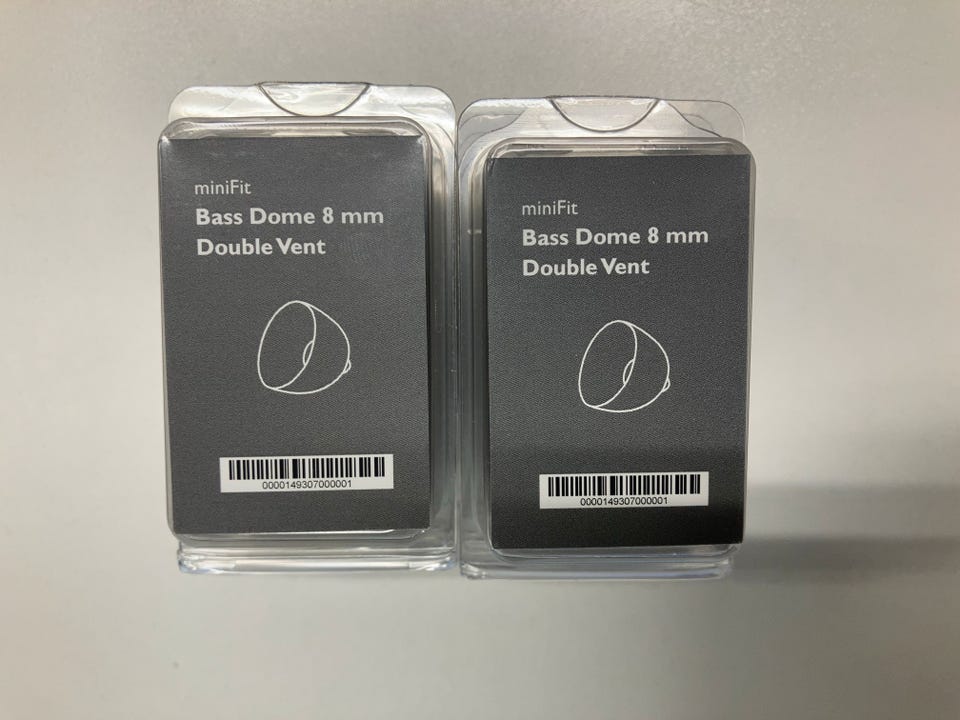 miniFit
Bass Dome 8 mm
Double Vent
0000149307000001
miniFit
Bass Dome 8 mm
Double Vent
0000149307000001